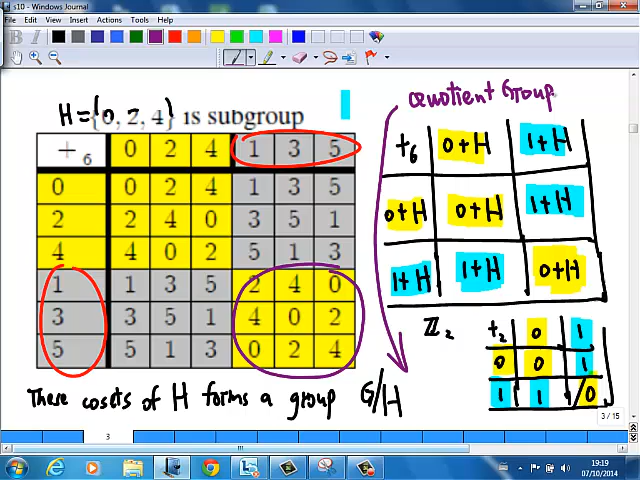 s10 - Windows Journal
File Edit View Insert Actions Tools Help
B I
H={0, 2, 4} is subgroup
Quotient Group
+6 0 2 4 1 3 5
0 0 2 4 1 3 5
2 2 4 0 3 5 1
4 4 0 2 5 1 3
1 1 3 5 2 4 0
3 3 5 1 4 0 2
5 5 1 3 0 2 4
+6 0+H 1+H
0+H 0+H 1+H
1+H 1+H 0+H
ℤ2
+2 0 1
0 0 1
1 1 0
These cosets of H forms a group G/H
3 / 15
3
19:19
07/10/2014